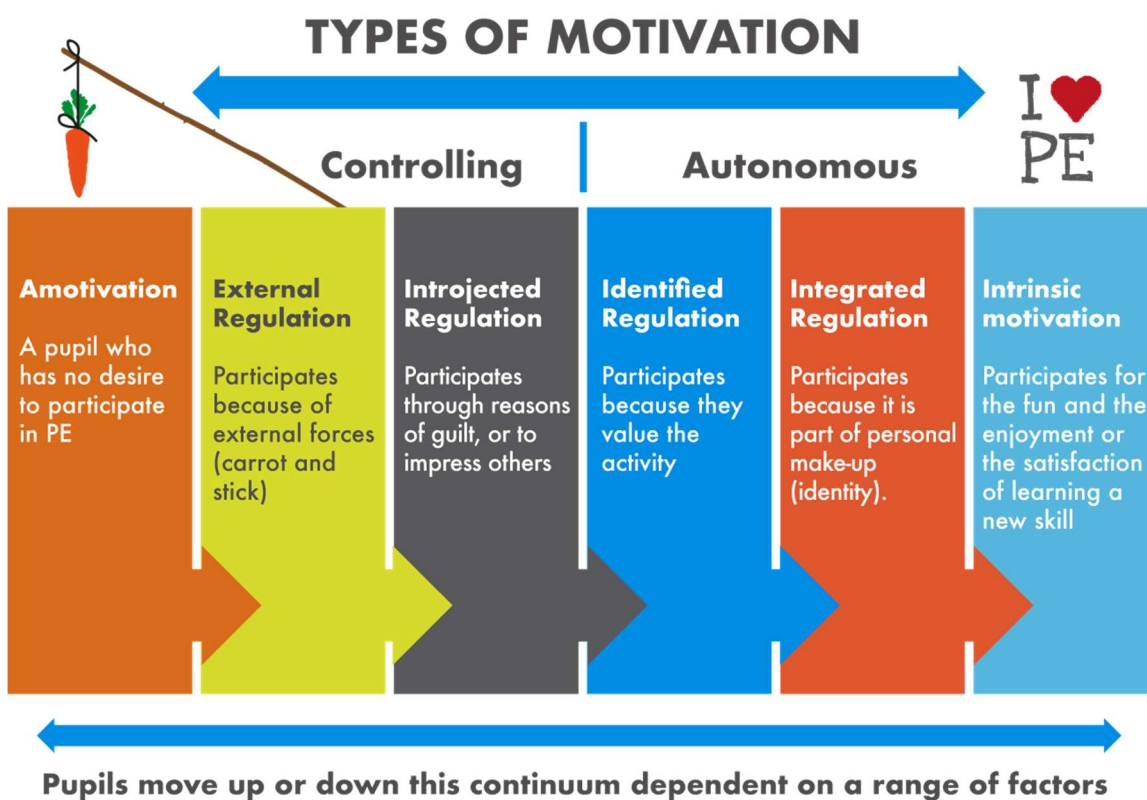 TYPES OF MOTIVATION
I
PE
Controlling
Autonomous
Amotivation
A pupil who
has no desire
to participate
in PE
External
Regulation
Participates
because of
external forces
(carrot and
stick)
Introjected
Regulation
Participates
through reasons
of guilt, or to
impress others
Identified
Regulation
Participates
because they
value the
activity
Integrated
Regulation
Participates
because it is
part of personal
make-up
(identity).
Intrinsic
motivation
Participates for
the fun and the
enjoyment or
the satisfaction
of learning a
new skill
Pupils move up or down this continuum dependent on a range of factors